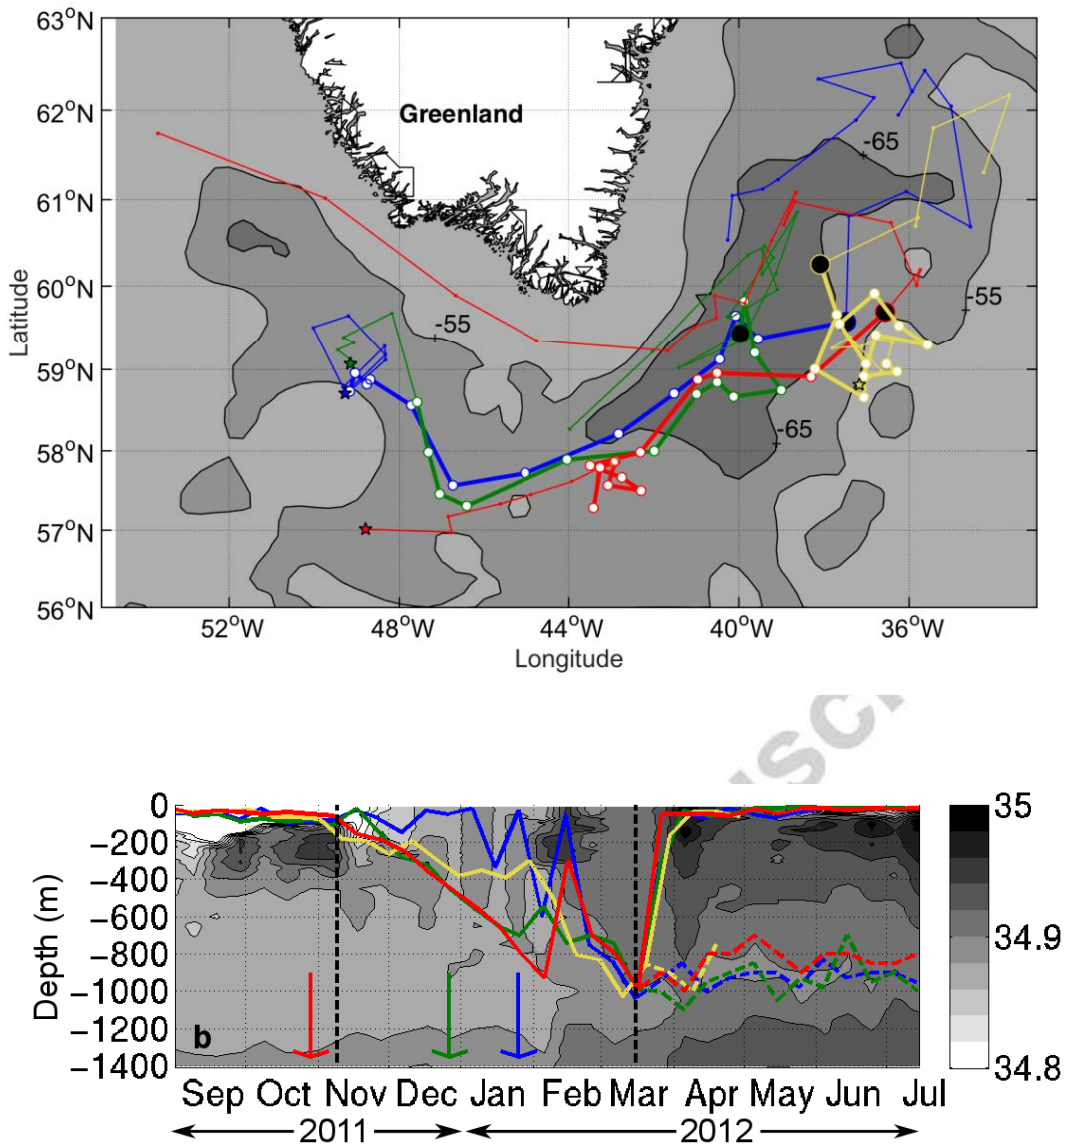 63°N
62°N
61°N
60°N
59°N
58°N
57°N
56°N
Latitude
Greenland
-65
-55
-55
-65
52°W 48°W 44°W 40°W 36°W
Longitude
0
−200
−400
−600
−800
−1000
−1200
−1400
Depth (m)
b
35
34.9
34.8
Sep Oct Nov Dec Jan Feb Mar Apr May Jun Jul
2011 2012